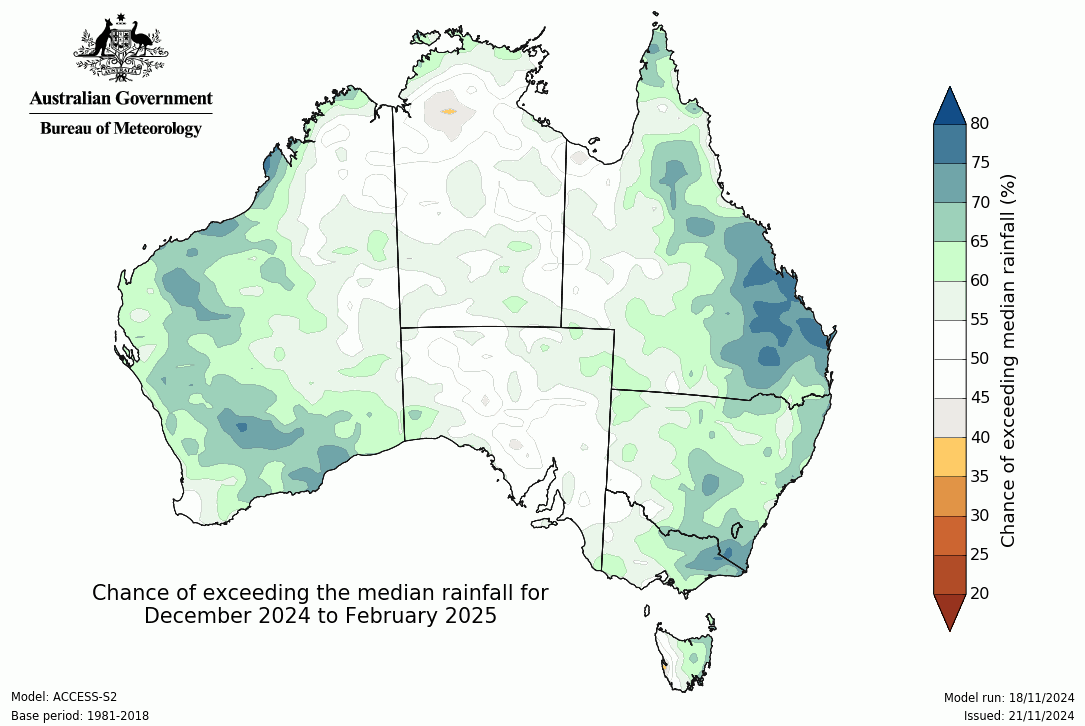 Australian Government
Bureau of Meteorology
80
75
70
65
60
55
50
45
40
35
30
25
20
Chance of exceeding median rainfall (%)
Chance of exceeding the median rainfall for
December 2024 to February 2025
Model: ACCESS-S2
Base period: 1981-2018
Model run: 18/11/2024
Issued: 21/11/2024